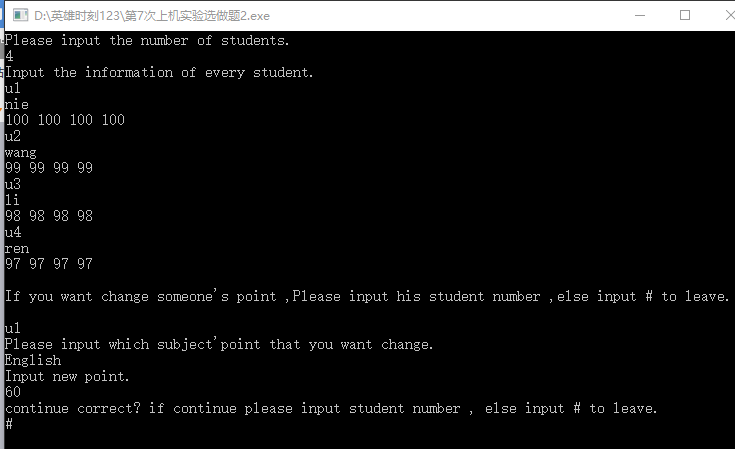 D:\英雄时刻123\第7次上机实验选做题2.exe
Please input the number of students.
4
Input the information of every student.
u1
nie
100 100 100 100
u2
wang
99 99 99 99
u3
li
98 98 98 98
u4
ren
97 97 97 97
If you want change someone's point ,Please input his student number ,else input # to leave.
u1
Please input which subject'point that you want change.
English
Input new point.
60
continue correct? if continue please input student number , else input # to leave.
#